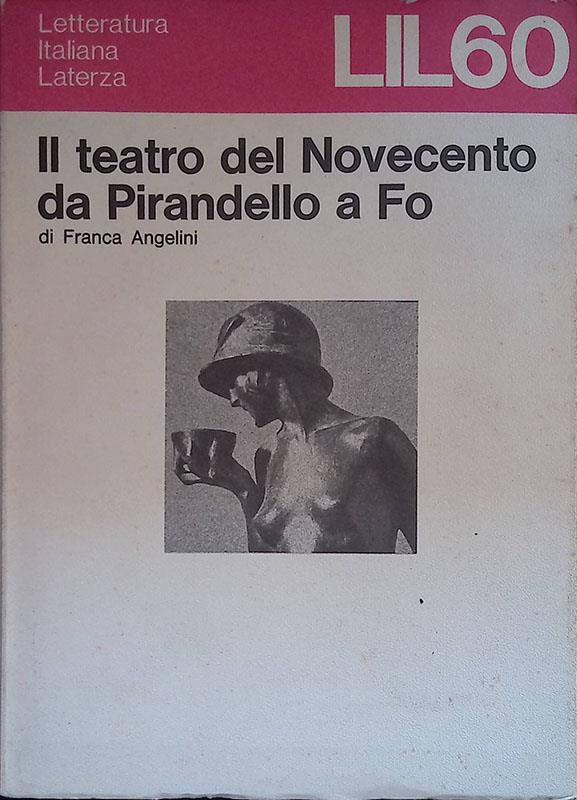 Letteratura
Italiana
Laterza
LIL60
Il teatro del Novecento
da Pirandello a Fo
di Franca Angelini